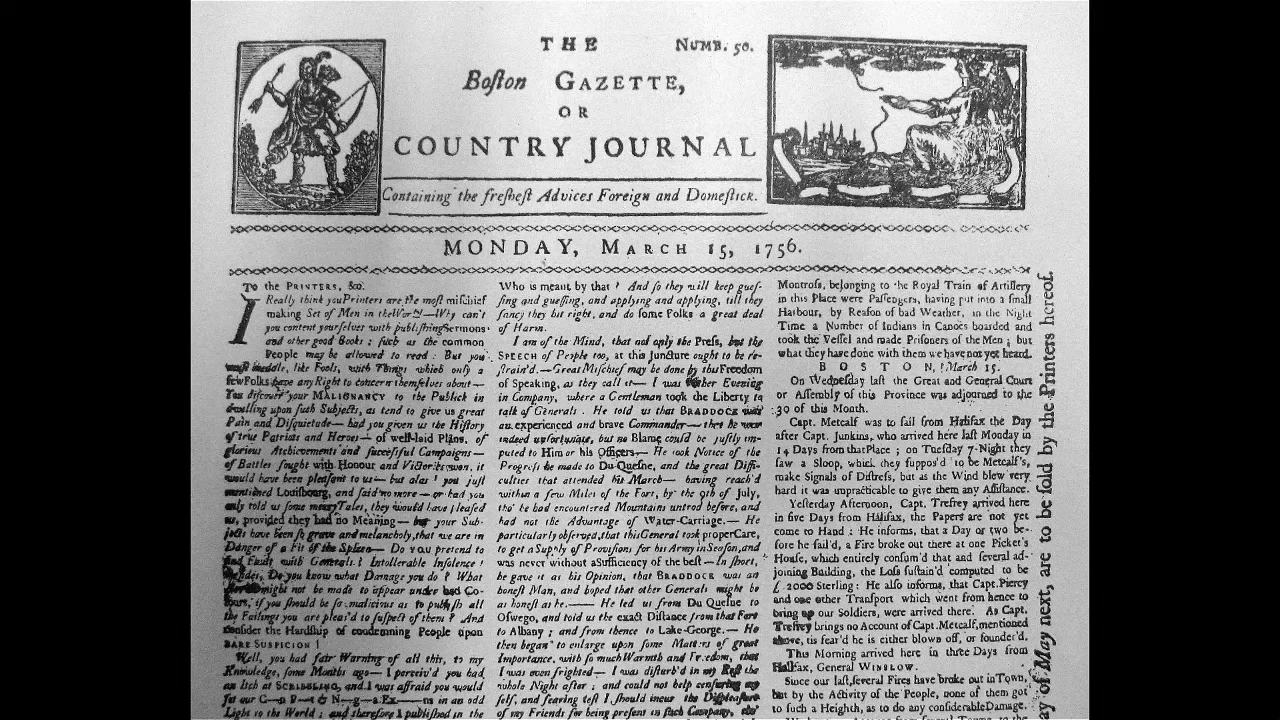 THE
NUMB. 50.
Boſton GAZETTE,
OR
COUNTRY JOURNAL
Containing the freſheſt Advices Foreign and Domeſtick.
MONDAY, MARCH 15, 1756.
To the PRINTERS, &c.
I Really think you Printers are the moſt miſchief
making Set of Men in the World—Why can't
you content yourſelves with publiſhing Sermons
and other good Books ; ſuch as the common
People may be allowed to read: But you
muſt meddle, like Fools, with Things which only a
few Folks have any Right to concern themſelves about—
You diſcover your MALIGNANCY to the Publick in
dwelling upon ſuch Subjects, as tend to give us great
Pain and Diſquietude— had you given us the Hiſtory
of true Patriots and Heroes— of well-laid Plans, of
glorious Atchievements and ſucceſsful Campaigns—
of Battles fought with Honour and Victories won, it
would have been pleaſant to us— but alas ! you juſt
mentioned Louiſbourg, and ſaid no more— or had you
only told us ſome merry Tales, they would have pleaſed
us, provided they had no Meaning— but your Sub-
jects have been ſo grave and melancholy, that we are in
Danger of a Fit of the Spleen— Do you pretend to
find Fault with Generals? Intollerable Inſolence !
Beſides, Do you know what Damage you do ? What
might not be made to appear under bad Co-
lours, if you ſhould be ſo malicious as to publiſh all
the Failings you are pleas'd to ſuſpect of them ? And
conſider the Hardſhip of condemning People upon
BARE SUSPICION !
Well, you had fair Warning of all this, to my
Knowledge, ſome Months ago— I perceiv'd you had
an Itch at SCRIBBLING, and I was afraid you would
ſet our in an odd
Light to the World ; and therefore I publiſhed in the
Who is meant by that ? And ſo they will keep gueſ-
ſing and gueſſing, and applying and applying, till they
fancy they hit right, and do ſome Folks a great deal
of Harm.
I am of the Mind, that not only the Preſs, but the
SPEECH of People too, at this Juncture ought to be re-
ſtrain'd.—Great Miſchief may be done by this Freedom
of Speaking, as they call it— I was t'other Evening
in Company, where a Gentleman took the Liberty to
talk of Generals . He told us that BRADDOCK was
an experienced and brave Commander— that he was
indeed unfortunate, but no Blame could be juſtly im-
puted to Him or his Officers— He took Notice of the
Progreſs he made to Du-Queſne, and the great Diffi-
culties that attended his March— having reach'd
within a few Miles of the Fort, by the 9th of July,
tho' he had encountred Mountains untrod before, and
had not the Advantage of Water-Carriage.— He
particularly obſerved, that this General took proper Care,
to get a Supply of Proviſions for his Army in Seaſon, and
was never without a Sufficiency of the beſt— In ſhort,
he gave it as his Opinion, that BRADDOCK was an
honeſt Man, and hoped that other Generals might be
as honeſt as he.—— He led us from Du Queſne to
Oſwego, and told us the exact Diſtance from that Fort
to Albany ; and from thence to Lake-George.— He
then began to enlarge upon ſome Matters of great
Importance, with ſo much Warmth and Freedom, that
I was even frighted— I was diſturb'd in my Reſt the
whole Night after ; and could not help cenſuring my
ſelf, and fearing leſt I ſhould incur the Diſpleaſure
of my Friends for being preſent in ſuch Company, tho'
Montroſs, belonging to the Royal Train of Artillery
in this Place were Paſſengers, having put into a ſmall
Harbour, by Reaſon of bad Weather, in the Night
Time a Number of Indians in Canoes boarded and
took the Veſſel and made Priſoners of the Men ; but
what they have done with them we have not yet heard.
BOSTON, March 15.
On Wedneſday laſt the Great and General Court
or Aſſembly of this Province was adjourned to the
30 of this Month.
Capt. Metcalf was to ſail from Halifax the Day
after Capt. Junkins, who arrived here laſt Monday in
14 Days from that Place ; on Tueſday 7-Night they
ſaw a Sloop, which they ſuppos'd to be Metcalf's,
make Signals of Diſtreſs, but as the Wind blew very
hard it was unpracticable to give them any Aſſiſtance.
Yeſterday Afternoon, Capt. Trefrey arrived here
in five Days from Halifax, the Papers are not yet
come to Hand : He informs, that a Day or two be-
fore he ſail'd, a Fire broke out there at one Picket's
Houſe, which entirely conſum'd that and ſeveral ad-
joining Building, the Loſs ſuſtain'd computed to be
£ 2000 Sterling : He alſo informs, that Capt. Piercy
and one other Tranſport which went from hence to
bring up our Soldiers, were arrived there. As Capt.
Trefrey brings no Account of Capt. Metcalf, mentioned
above, tis fear'd he is either blown off, or founder'd.
This Morning arrived here in three Days from
Halifax, General WINSLOW.
Since our laſt, ſeveral Fires have broke out in Town,
but by the Activity of the People, none of them got
to ſuch a Heighth, as to do any conſiderable Damage.
ay of May next, are to be ſold by the Printers hereof.